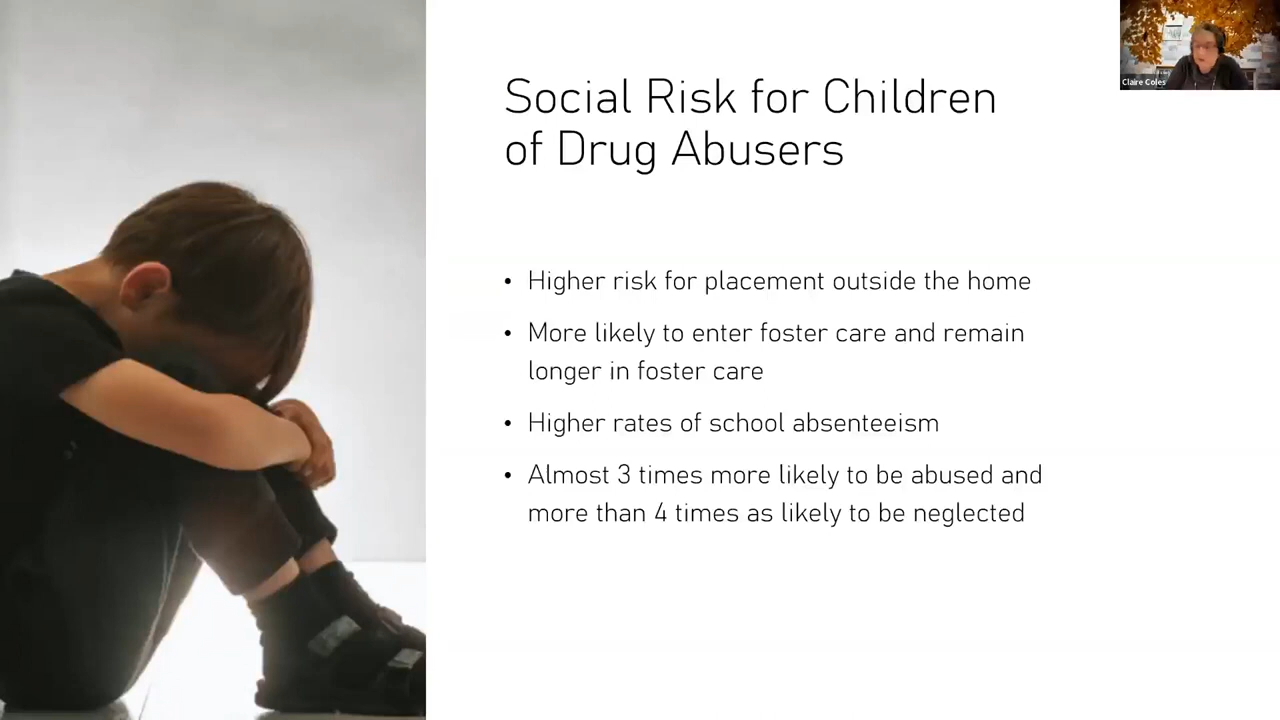 Social Risk for Children
of Drug Abusers
• Higher risk for placement outside the home
• More likely to enter foster care and remain
longer in foster care
• Higher rates of school absenteeism
• Almost 3 times more likely to be abused and
more than 4 times as likely to be neglected
Claire Coles